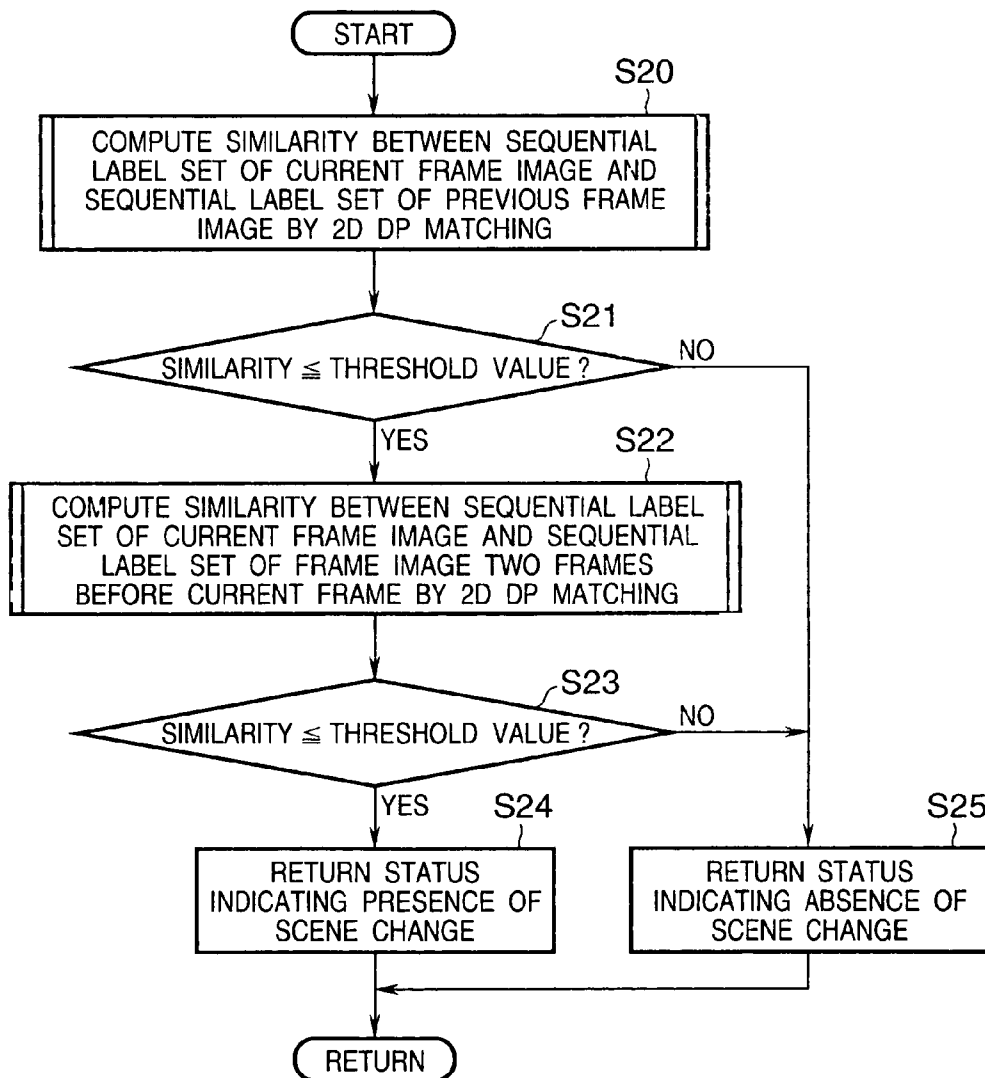 START
S20
COMPUTE SIMILARITY BETWEEN SEQUENTIAL
LABEL SET OF CURRENT FRAME IMAGE AND
SEQUENTIAL LABEL SET OF PREVIOUS FRAME
IMAGE BY 2D DP MATCHING
S21
SIMILARITY ≦ THRESHOLD VALUE ?
NO
YES
S22
COMPUTE SIMILARITY BETWEEN SEQUENTIAL LABEL
SET OF CURRENT FRAME IMAGE AND SEQUENTIAL
LABEL SET OF FRAME IMAGE TWO FRAMES
BEFORE CURRENT FRAME BY 2D DP MATCHING
S23
SIMILARITY ≦ THRESHOLD VALUE ?
NO
YES
S24
RETURN STATUS
INDICATING PRESENCE OF
SCENE CHANGE
S25
RETURN STATUS
INDICATING ABSENCE OF
SCENE CHANGE
RETURN